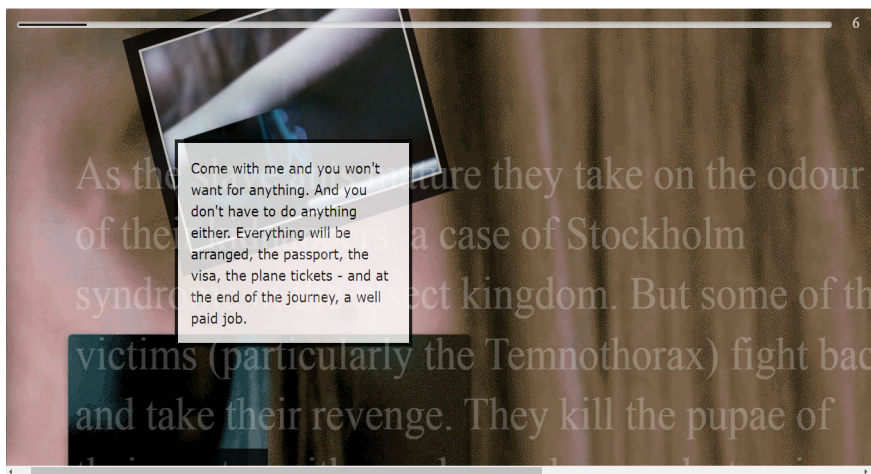 6
Come with me and you won't
want for anything. And you
don't have to do anything
either. Everything will be
arranged, the passport, the
visa, the plane tickets - and at
the end of the journey, a well
paid job.
As the ture they take on the odour
of their a case of Stockholm
ect kingdom. But some of th
victims (particularly the Temnothorax) fight bac
and take their revenge. They kill the pupae of